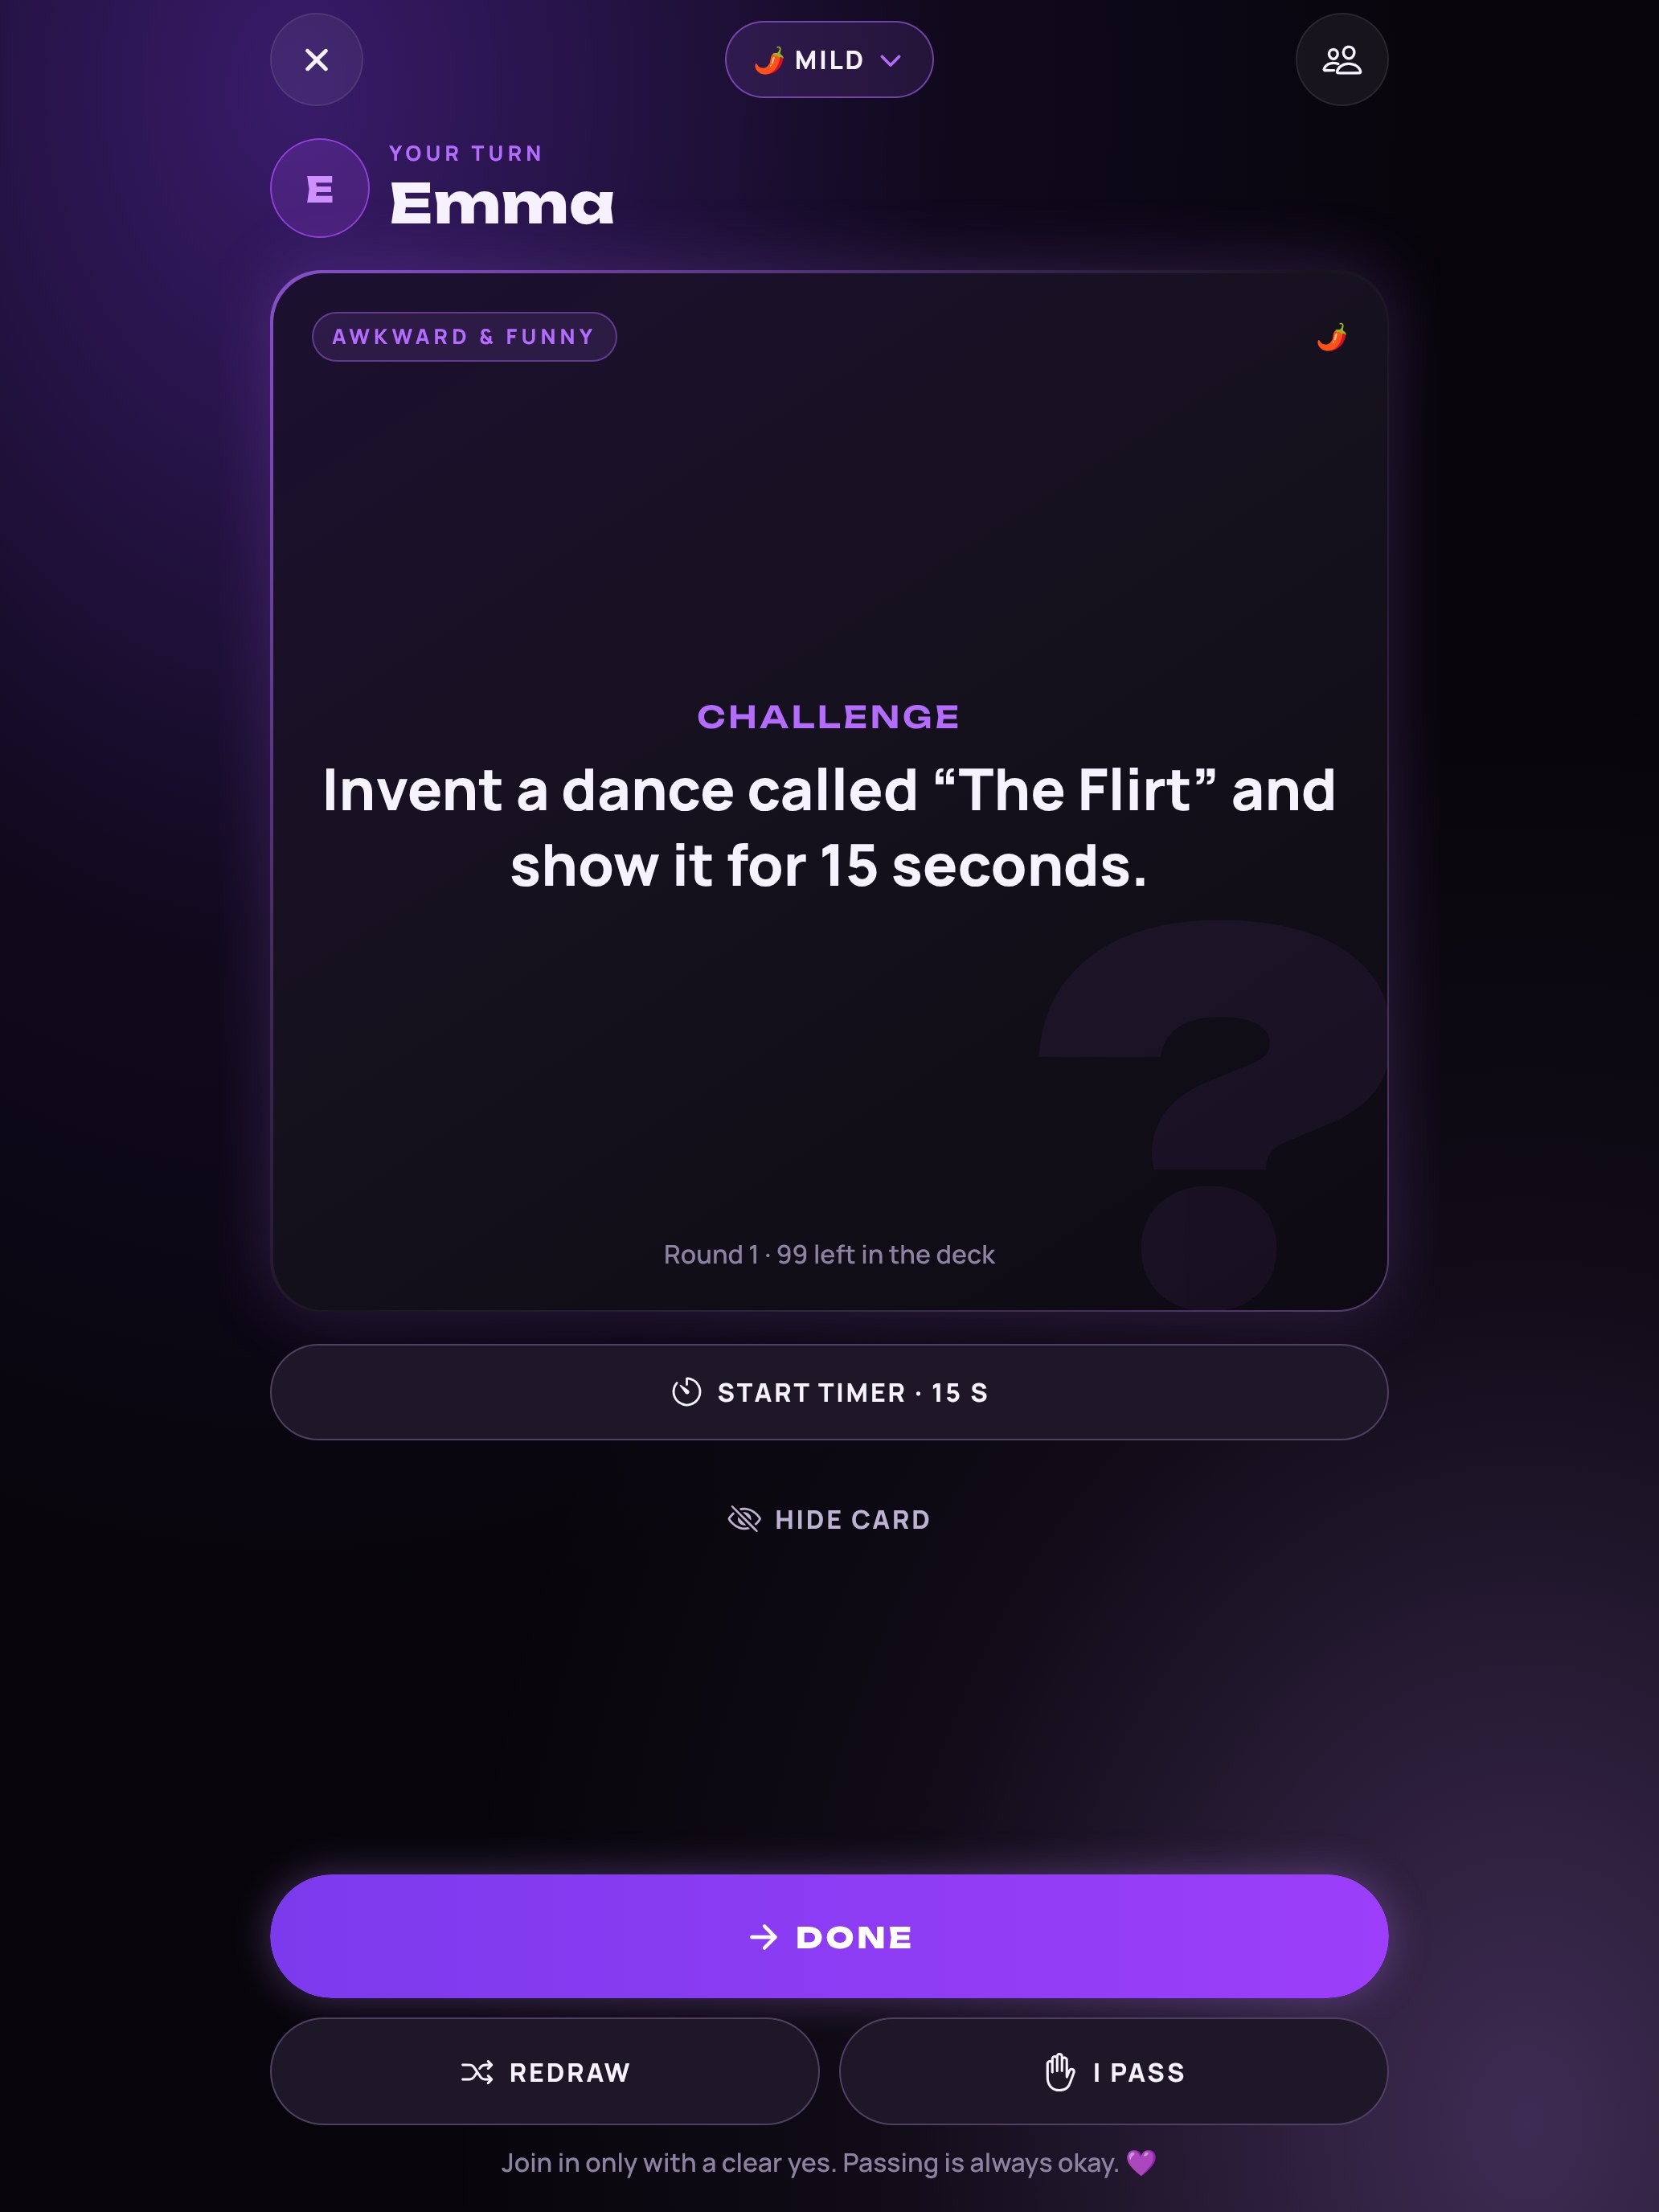 🌶️ MILD
YOUR TURN
E
Emma
AWKWARD & FUNNY
🌶️
CHALLENGE
Invent a dance called “The Flirt” and
show it for 15 seconds.
?
Round 1 · 99 left in the deck
START TIMER · 15 S
HIDE CARD
DONE
REDRAW
I PASS
Join in only with a clear yes. Passing is always okay. 💜